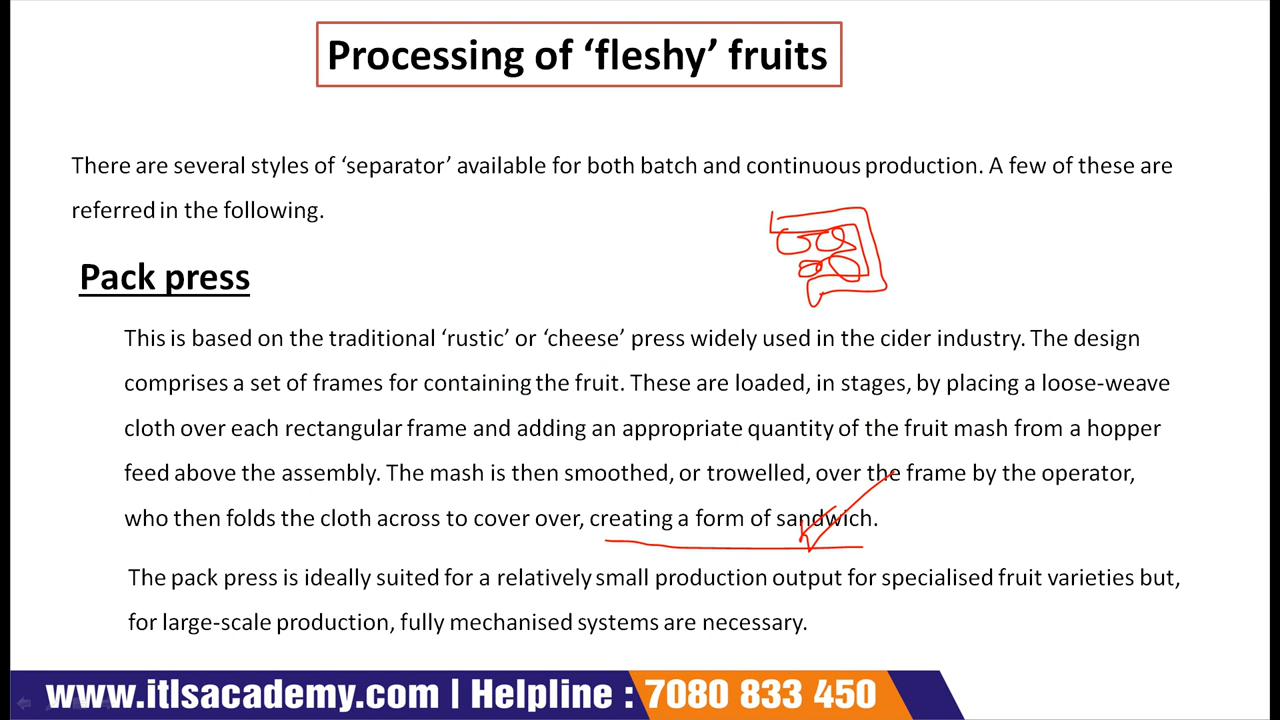 Processing of ‘fleshy’ fruits
There are several styles of ‘separator’ available for both batch and continuous production. A few of these are
referred in the following.
Pack press
This is based on the traditional ‘rustic’ or ‘cheese’ press widely used in the cider industry. The design
comprises a set of frames for containing the fruit. These are loaded, in stages, by placing a loose-weave
cloth over each rectangular frame and adding an appropriate quantity of the fruit mash from a hopper
feed above the assembly. The mash is then smoothed, or trowelled, over the frame by the operator,
who then folds the cloth across to cover over, creating a form of sandwich.
The pack press is ideally suited for a relatively small production output for specialised fruit varieties but,
for large-scale production, fully mechanised systems are necessary.
www.itlsacademy.com | Helpline : 7080 833 450